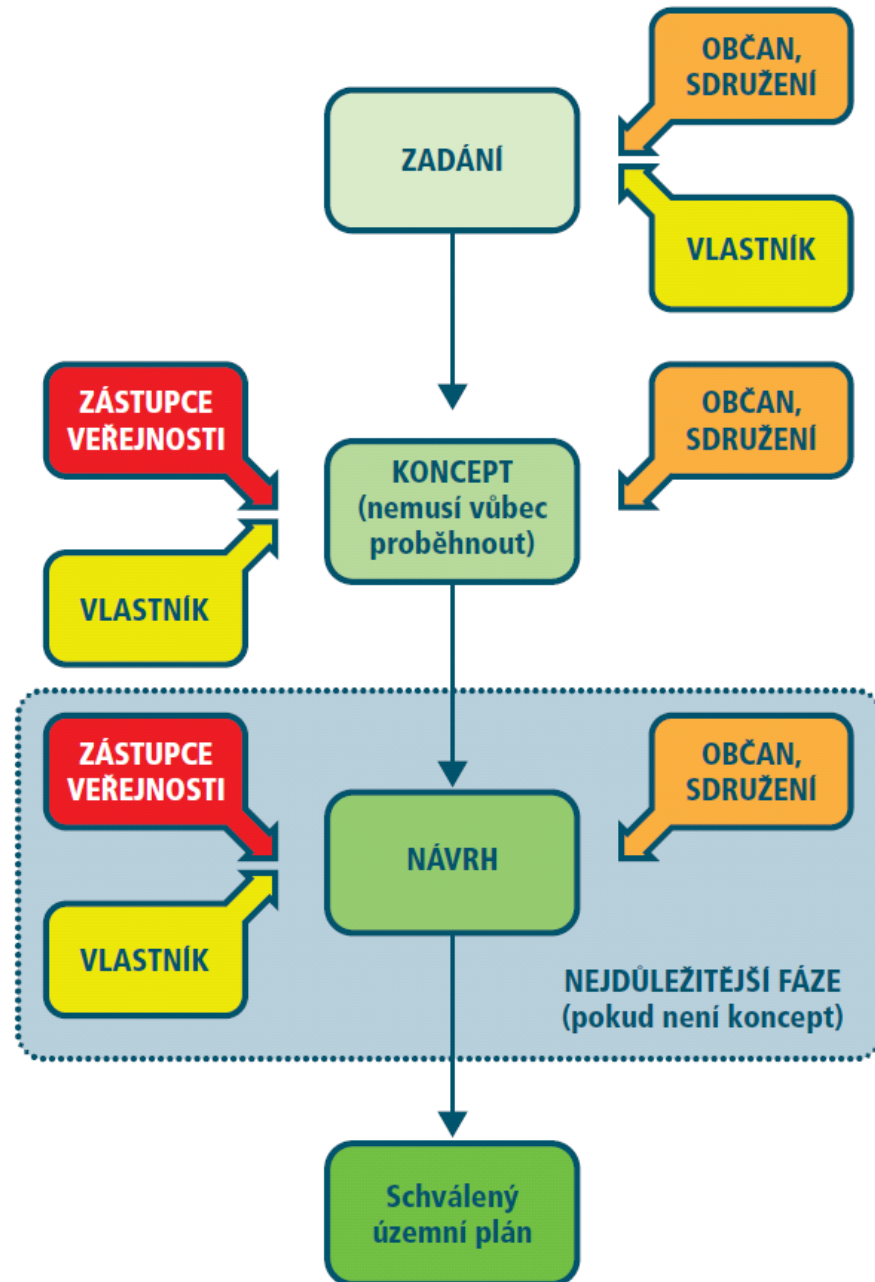 OBČAN,
SDRUŽENÍ
ZADÁNÍ
VLASTNÍK
ZÁSTUPCE
VEŘEJNOSTI
OBČAN,
SDRUŽENÍ
KONCEPT
(nemusí vůbec
proběhnout)
VLASTNÍK
ZÁSTUPCE
VEŘEJNOSTI
OBČAN,
SDRUŽENÍ
NÁVRH
VLASTNÍK
NEJDŮLEŽITĚJŠÍ FÁZE
(pokud není koncept)
Schválený
územní plán